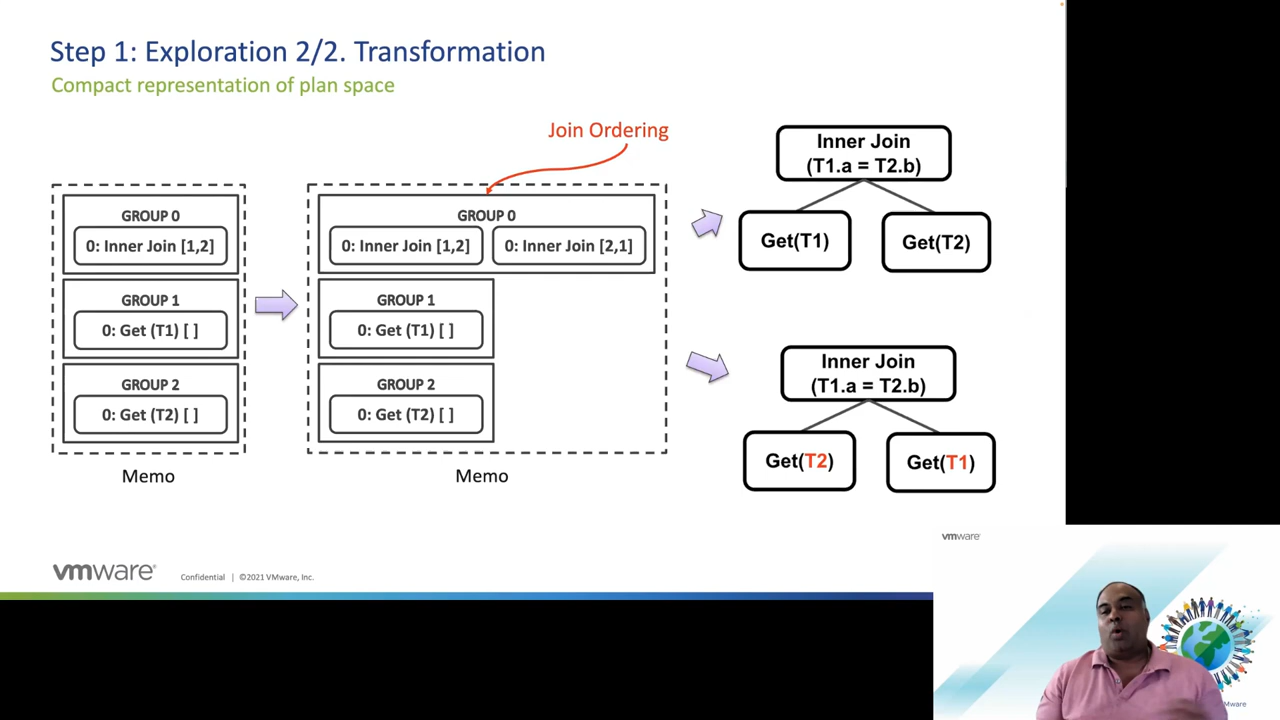 Step 1: Exploration 2/2. Transformation
Compact representation of plan space
Join Ordering
GROUP 0
0: Inner Join [1,2]
GROUP 1
0: Get (T1) [ ]
GROUP 2
0: Get (T2) [ ]
Memo
GROUP 0
0: Inner Join [1,2]
0: Inner Join [2,1]
GROUP 1
0: Get (T1) [ ]
GROUP 2
0: Get (T2) [ ]
Memo
Inner Join
(T1.a = T2.b)
Get(T1)
Get(T2)
Inner Join
(T1.a = T2.b)
Get(T2)
Get(T1)
vmware®
Confidential | ©2021 VMware, Inc.
vmware®
Mware